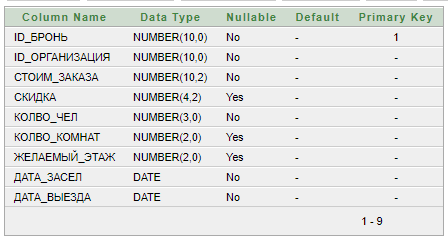 Column Name Data Type Nullable Default Primary Key
ID_БРОНЬ NUMBER(10,0) No - 1
ID_ОРГАНИЗАЦИЯ NUMBER(10,0) No - -
СТОИМ_ЗАКАЗА NUMBER(10,2) No - -
СКИДКА NUMBER(4,2) Yes - -
КОЛВО_ЧЕЛ NUMBER(3,0) No - -
КОЛВО_КОМНАТ NUMBER(2,0) Yes - -
ЖЕЛАЕМЫЙ_ЭТАЖ NUMBER(2,0) Yes - -
ДАТА_ЗАСЕЛ DATE No - -
ДАТА_ВЫЕЗДА DATE No - -
1 - 9